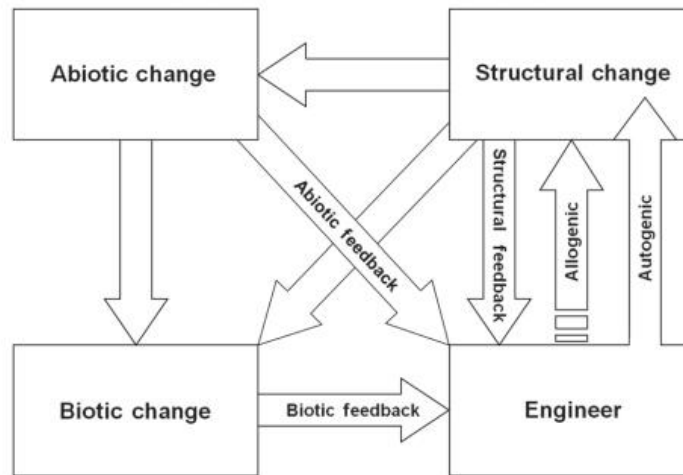 Abiotic change
Structural change
Abiotic feedback
Structural feedback
Allogenic
Autogenic
Biotic change
Biotic feedback
Engineer